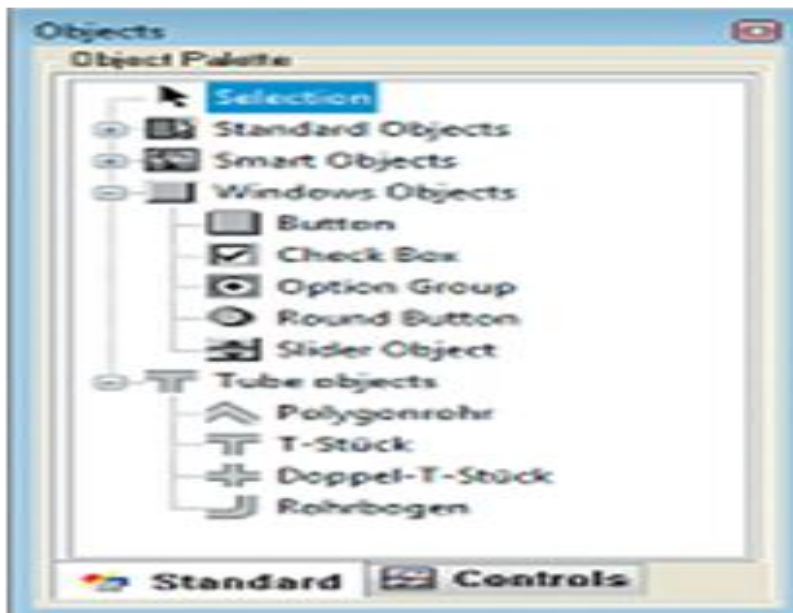 Objects
Object Palette
Selection
Standard Objects
Smart Objects
Windows Objects
Button
Check Box
Option Group
Round Button
Slider Object
Tube objects
Polygonrohr
T-Stück
Doppel-T-Stück
Rohrbogen
Standard Controls